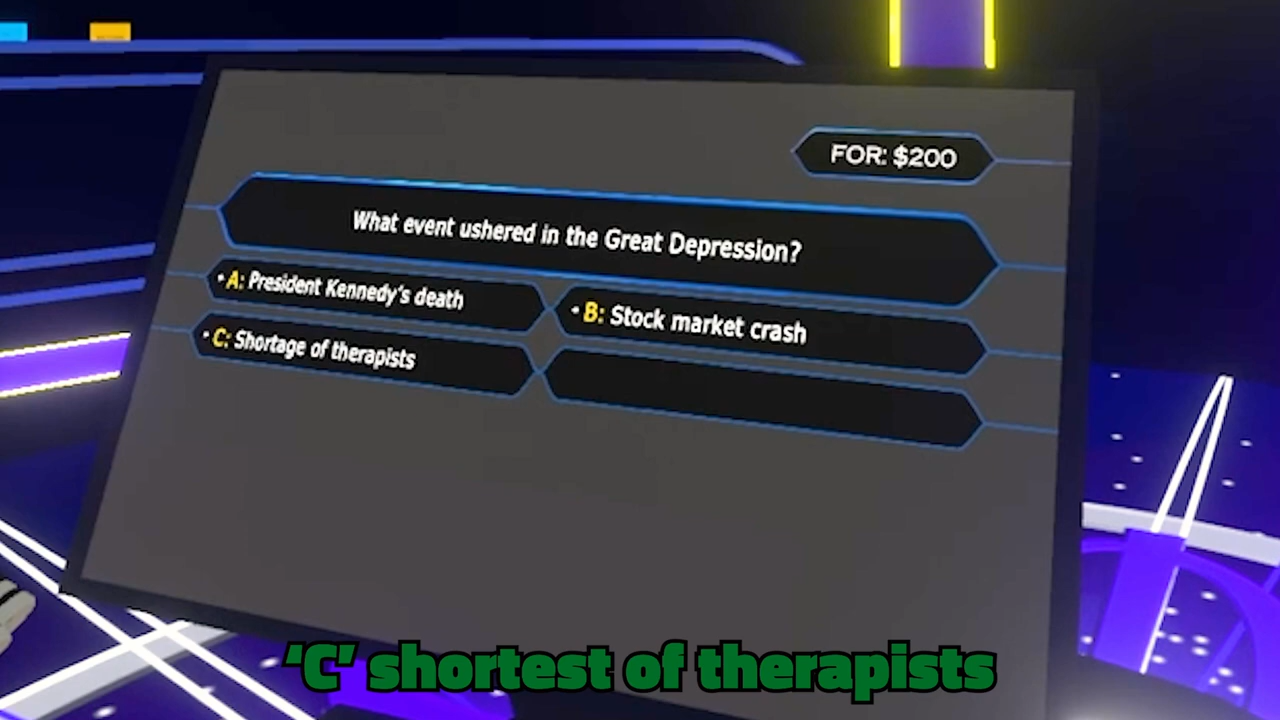 FOR: $200
What event ushered in the Great Depression?
• A: President Kennedy's death
• B: Stock market crash
• C: Shortage of therapists
‘C’ shortest of therapists